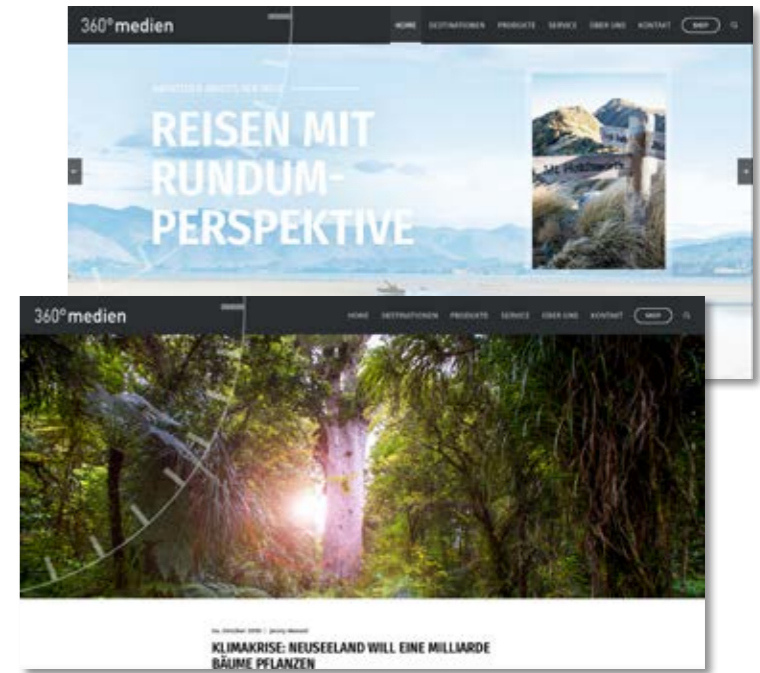 360° medien
HOME DESTINATIONEN PRODUKTE SERVICE ÜBER UNS KONTAKT SHOP
REISEN MIT
RUNDUM-
PERSPEKTIVE
360° medien
HOME DESTINATIONEN PRODUKTE SERVICE ÜBER UNS KONTAKT SHOP
KLIMAKRISE: NEUSEELAND WILL EINE MILLIARDE
BÄUME PFLANZEN